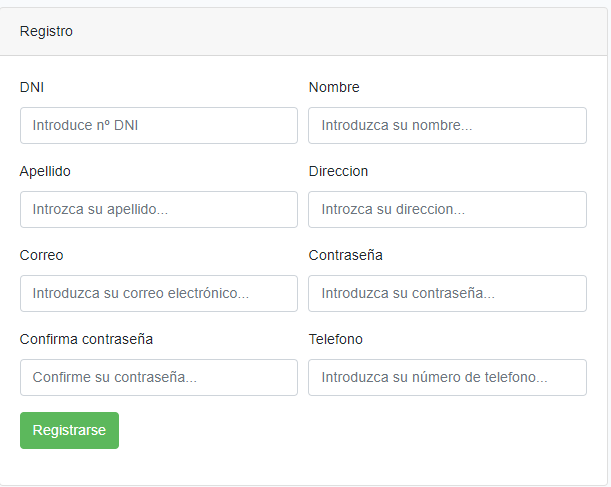 Registro
DNI
Nombre
Introduce nº DNI
Introduzca su nombre...
Apellido
Direccion
Introzca su apellido...
Introzca su direccion...
Correo
Contraseña
Introduzca su correo electrónico...
Introduzca su contraseña...
Confirma contraseña
Telefono
Confirme su contraseña...
Introduzca su número de telefono...
Registrarse